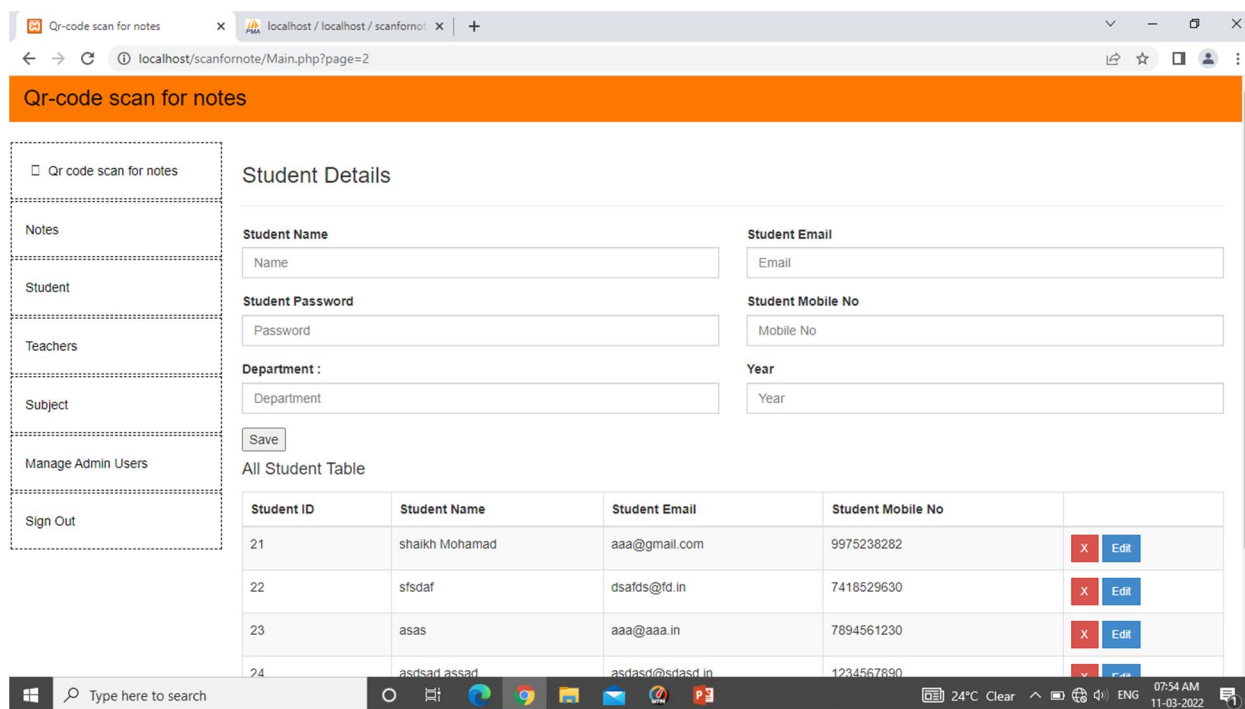 Qr-code scan for notes
localhost / localhost / scanfornot
localhost/scanfornote/Main.php?page=2
Qr-code scan for notes
Qr code scan for notes
Notes
Student
Teachers
Subject
Manage Admin Users
Sign Out
Student Details
Student Name Student Email
Name Email
Student Password Student Mobile No
Password Mobile No
Department : Year
Department Year
Save
All Student Table
Student ID Student Name Student Email Student Mobile No
21 shaikh Mohamad aaa@gmail.com 9975238282 X Edit
22 sfsdaf dsafds@fd.in 7418529630 X Edit
23 asas aaa@aaa.in 7894561230 X Edit
24 asdsad assad asdasd@sdasd.in 1234567890 X Edit
Type here to search
24°C Clear ENG 07:54 AM
11-03-2022
1